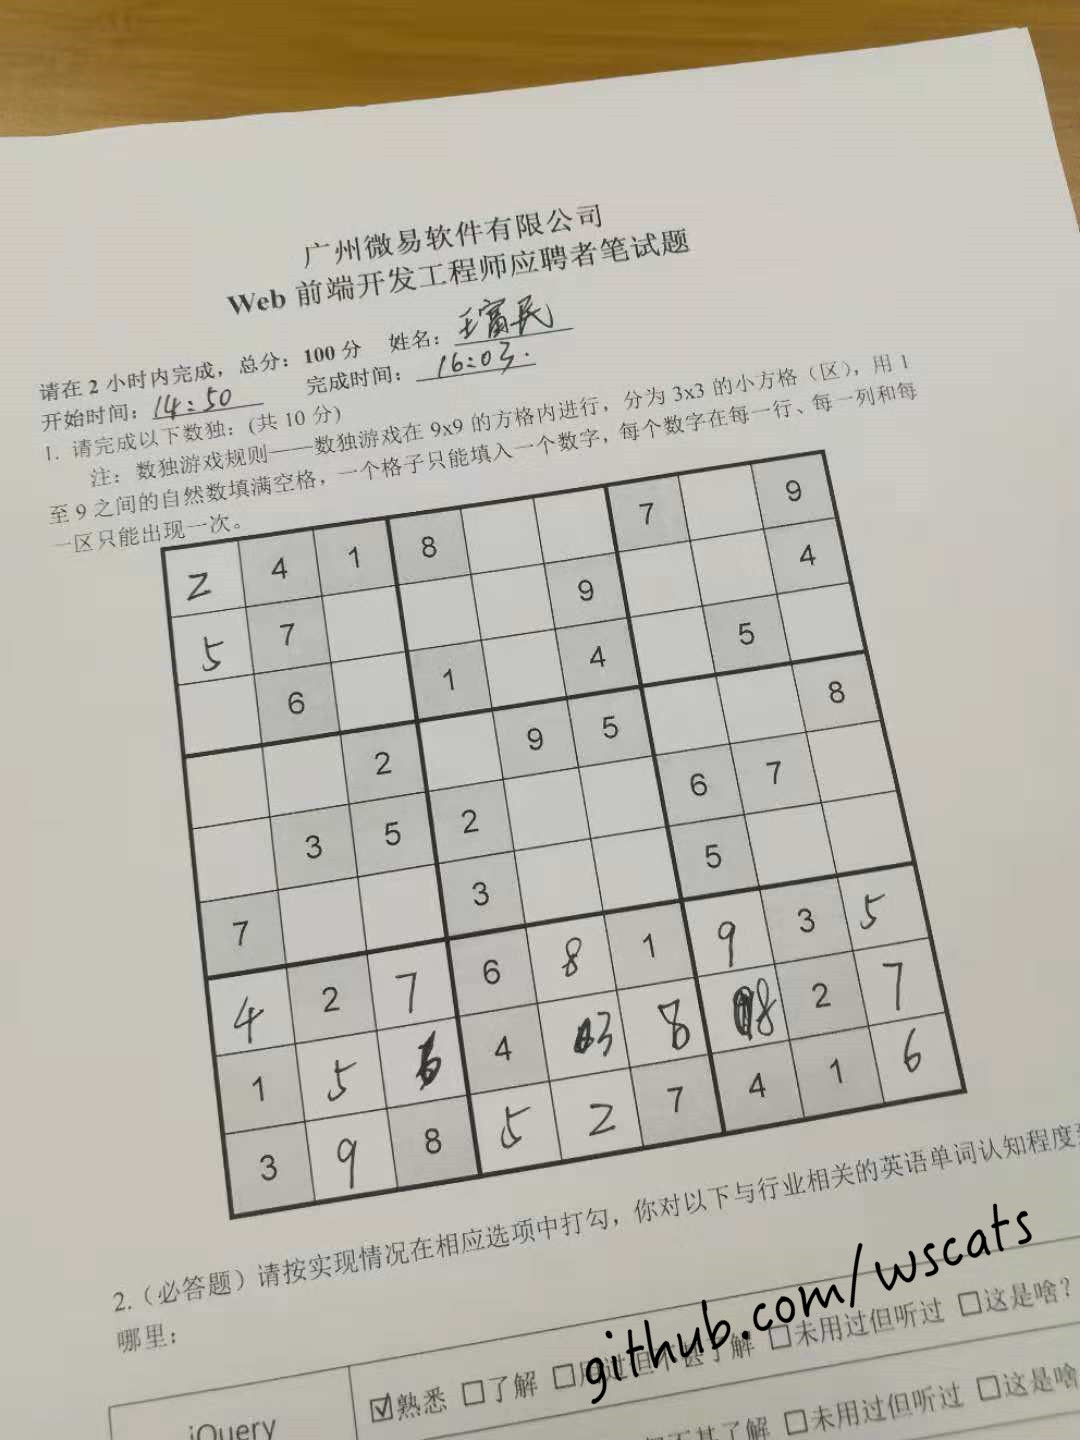 广州微易软件有限公司
Web 前端开发工程师应聘者笔试题
请在 2 小时内完成，总分：100 分 姓名：王富民
开始时间：14:50 完成时间：16:03.
1. 请完成以下数独：(共 10 分)
注：数独游戏规则——数独游戏在 9x9 的方格内进行，分为 3x3 的小方格（区），用 1
至 9 之间的自然数填满空格，一个格子只能填入一个数字，每个数字在每一行、每一列和每
一区只能出现一次。
2 4 1 8 7 9
5 7 9 4
6 1 4 5
2 9 5 8
3 5 2 6 7
7 3 5
4 2 7 6 8 1 9 3 5
1 5 6 4 3 8 8 2 7
3 9 8 5 2 7 4 1 6
2.（必答题）请按实现情况在相应选项中打勾，你对以下与行业相关的英语单词认知程度
哪里：
jQuery ☑熟悉 □了解 □用过但不甚了解 □未用过但听过 □这是啥？
不甚了解 □未用过但听过 □这是啥
github.com/wscats